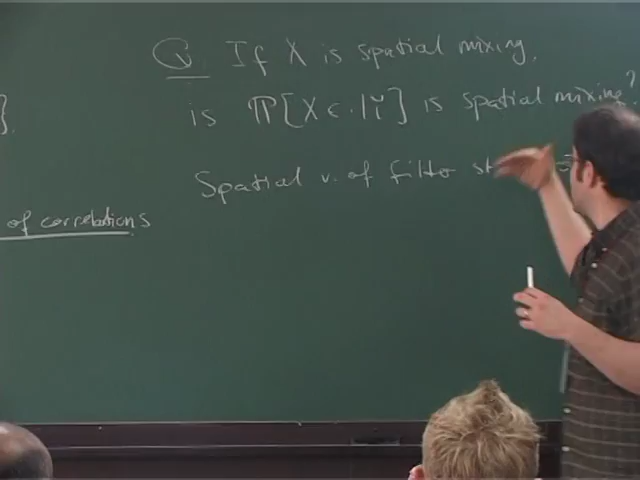 Q: If X is spatial mixing,
is ℙ[X ∈ · | Y] is spatial mixing?
Spatial v. of filter
]
of correlations